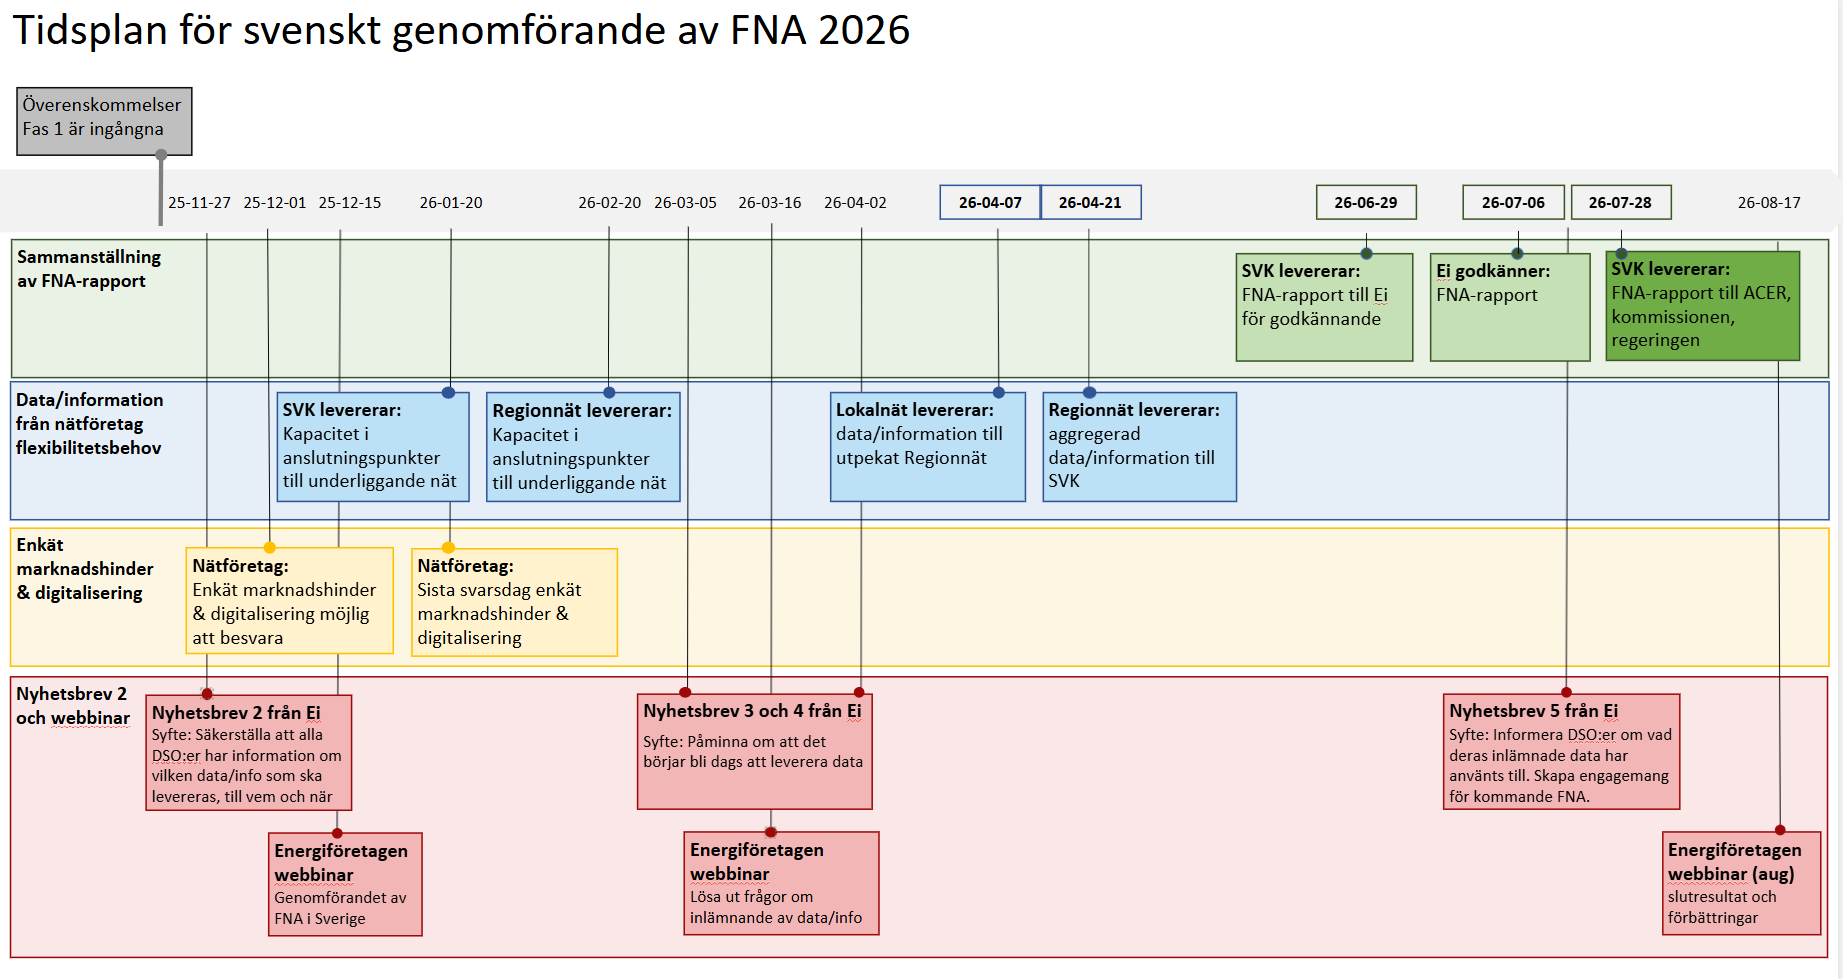 Tidsplan för svenskt genomförande av FNA 2026
Överenskommelser
Fas 1 är ingångna
25-11-27
25-12-01
25-12-15
26-01-20
26-02-20
26-03-05
26-03-16
26-04-02
26-04-07
26-04-21
26-06-29
26-07-06
26-07-28
26-08-17
Sammanställning
av FNA-rapport
SVK levererar:
FNA-rapport till Ei
för godkännande
Ei godkänner:
FNA-rapport
SVK levererar:
FNA-rapport till ACER,
kommissionen,
regeringen
Data/information
från nätföretag
flexibilitetsbehov
SVK levererar:
Kapacitet i
anslutningspunkter
till underliggande nät
Regionnät levererar:
Kapacitet i
anslutningspunkter
till underliggande nät
Lokalnät levererar:
data/information till
utpekat Regionnät
Regionnät levererar:
aggregerad
data/information till
SVK
Enkät
marknadshinder
& digitalisering
Nätföretag:
Enkät marknadshinder
& digitalisering möjlig
att besvara
Nätföretag:
Sista svarsdag enkät
marknadshinder &
digitalisering
Nyhetsbrev 2
och webbinar
Nyhetsbrev 2 från Ei
Syfte: Säkerställa att alla
DSO:er har information om
vilken data/info som ska
levereras, till vem och när
Nyhetsbrev 3 och 4 från Ei
Syfte: Påminna om att det
börjar bli dags att leverera data
Nyhetsbrev 5 från Ei
Syfte: Informera DSO:er om vad
deras inlämnade data har
använts till. Skapa engagemang
för kommande FNA.
Energiföretagen
webbinar
Genomförandet av
FNA i Sverige
Energiföretagen
webbinar
Lösa ut frågor om
inlämnande av data/info
Energiföretagen
webbinar (aug)
slutresultat och
förbättringar